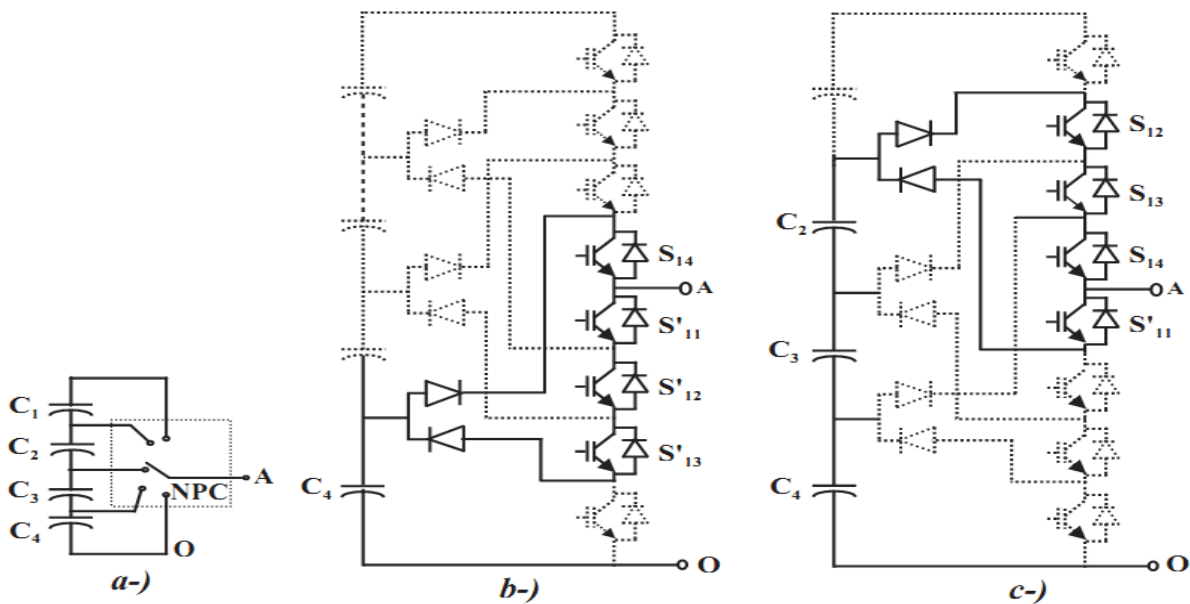 C1
C2
C3
C4
NPC
A
O
a-)
S14
A
S'11
S'12
S'13
C4
O
b-)
S12
S13
C2
S14
A
S'11
C3
C4
O
c-)